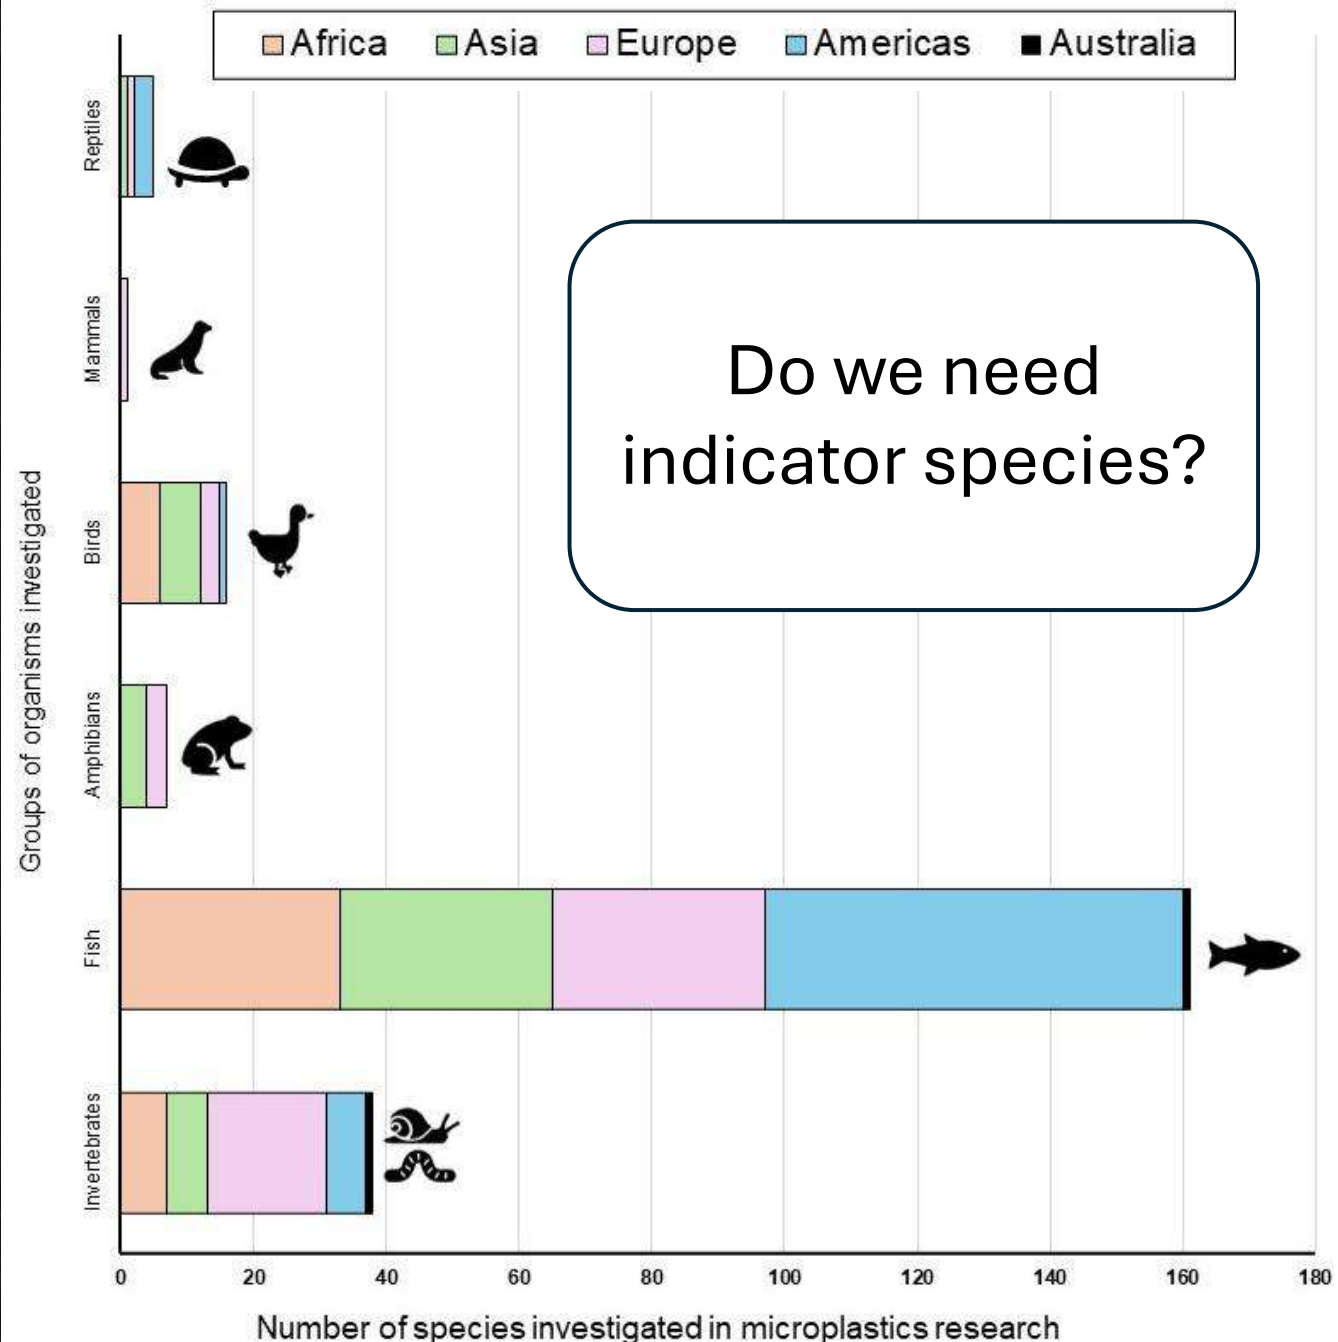 Africa Asia Europe Americas Australia
Reptiles
Mammals
Birds
Amphibians
Fish
Invertebrates
Groups of organisms investigated
Do we need
indicator species?
0 20 40 60 80 100 120 140 160 180
Number of species investigated in microplastics research